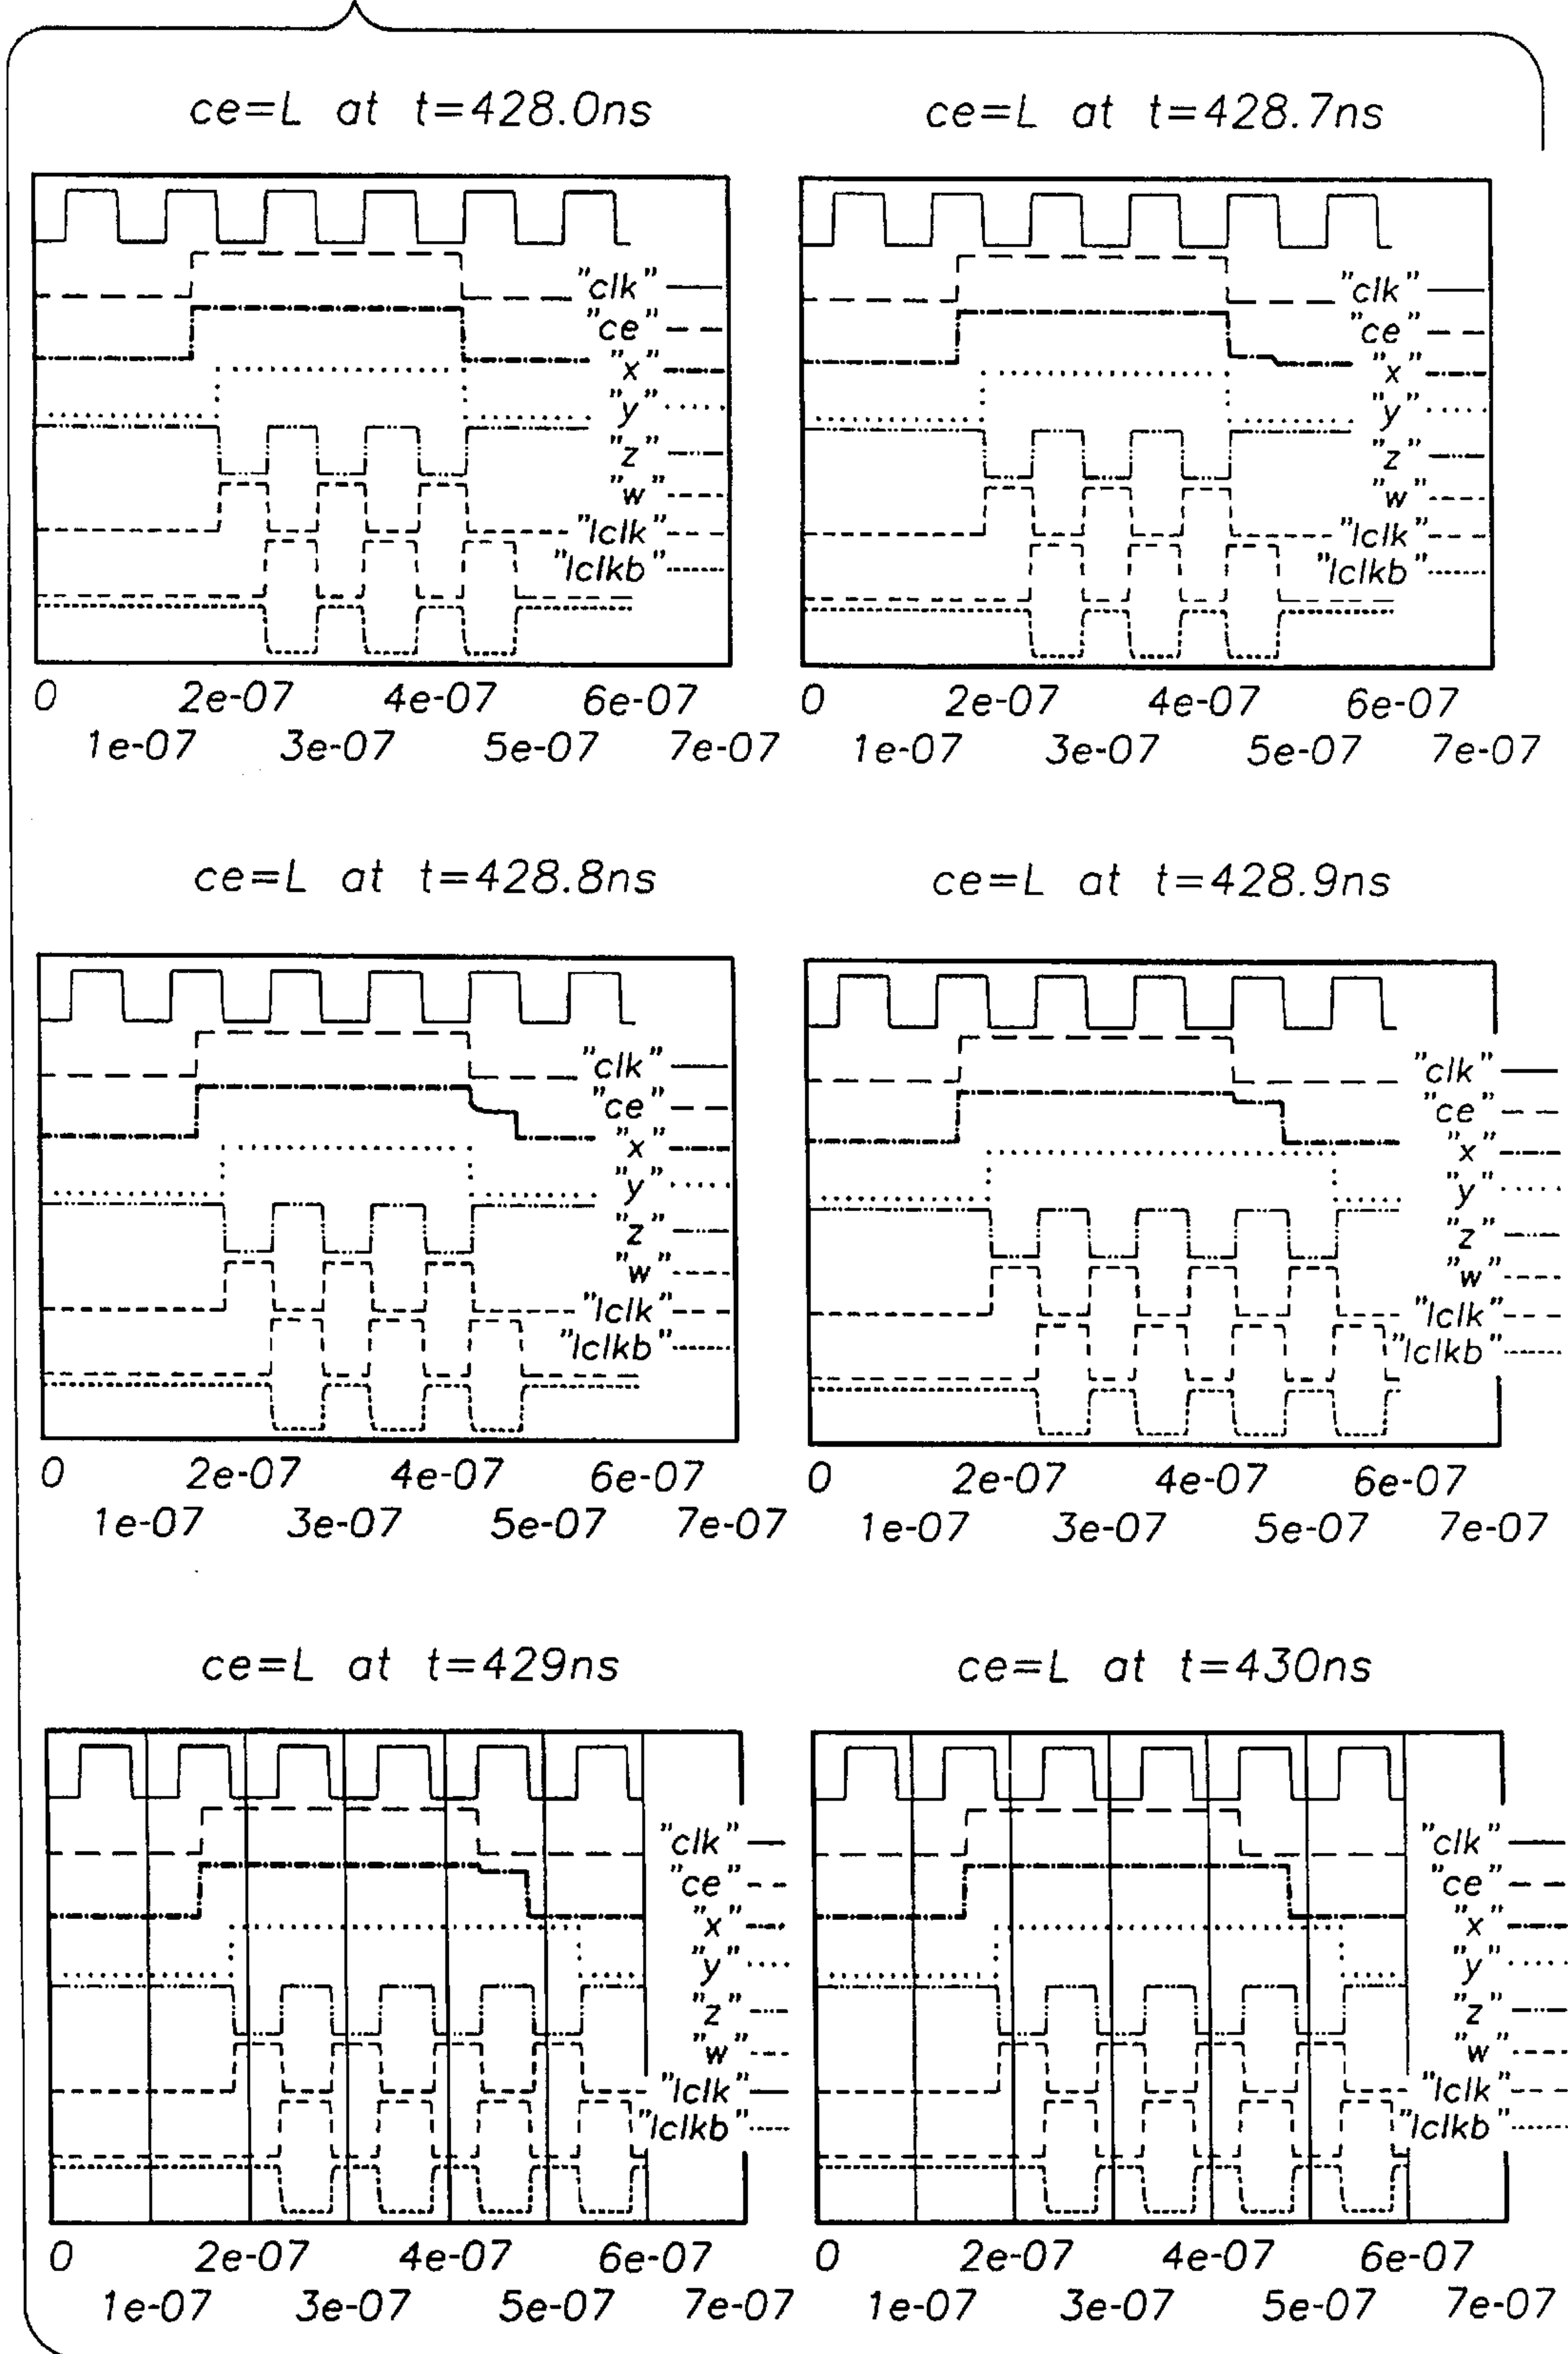 ce=L at t=428.0ns
"clk"
"ce"
"x"
"y"
"z"
"w"
"lclk"
"lclkb"
0 2e-07 4e-07 6e-07
1e-07 3e-07 5e-07 7e-07
ce=L at t=428.7ns
"clk"
"ce"
"x"
"y"
"z"
"w"
"lclk"
"lclkb"
0 2e-07 4e-07 6e-07
1e-07 3e-07 5e-07 7e-07
ce=L at t=428.8ns
"clk"
"ce"
"x"
"y"
"z"
"w"
"lclk"
"lclkb"
0 2e-07 4e-07 6e-07
1e-07 3e-07 5e-07 7e-07
ce=L at t=428.9ns
"clk"
"ce"
"x"
"y"
"z"
"w"
"lclk"
"lclkb"
0 2e-07 4e-07 6e-07
1e-07 3e-07 5e-07 7e-07
ce=L at t=429ns
"clk"
"ce"
"x"
"y"
"z"
"w"
"lclk"
"lclkb"
0 2e-07 4e-07 6e-07
1e-07 3e-07 5e-07 7e-07
ce=L at t=430ns
"clk"
"ce"
"x"
"y"
"z"
"w"
"lclk"
"lclkb"
0 2e-07 4e-07 6e-07
1e-07 3e-07 5e-07 7e-07